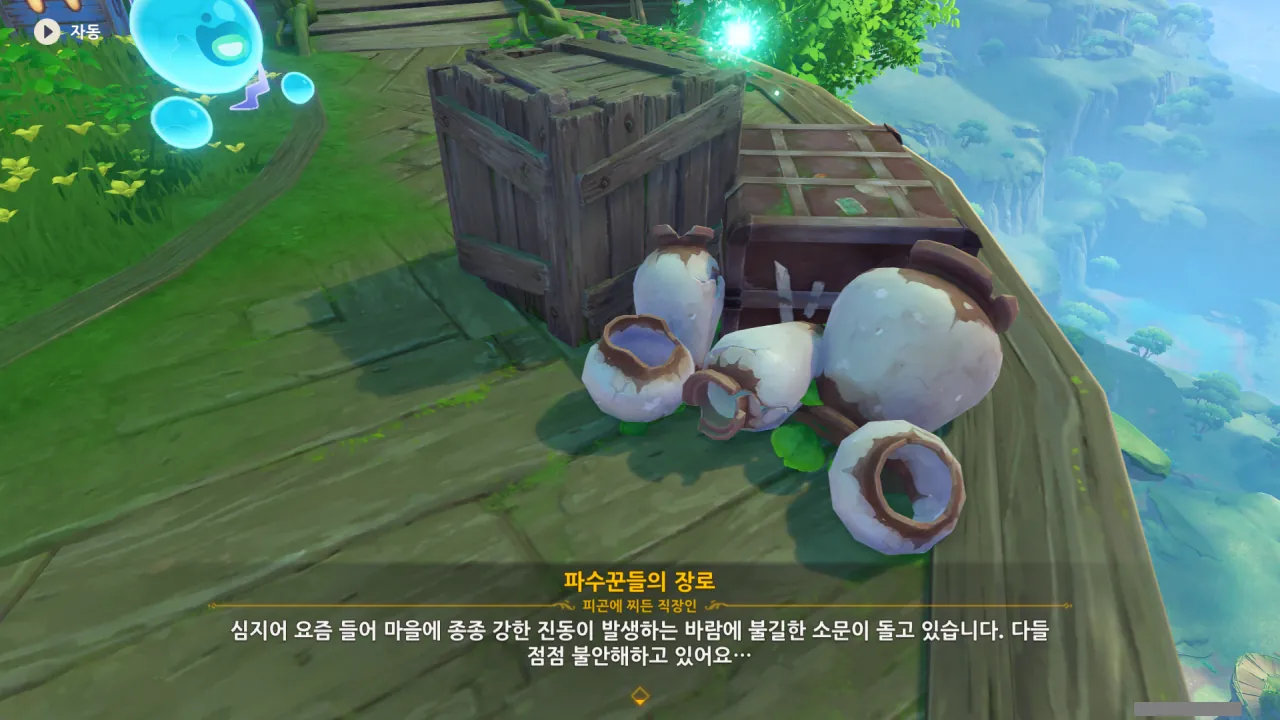 자동
파수꾼들의 장로
피곤에 찌든 직장인
심지어 요즘 들어 마을에 종종 강한 진동이 발생하는 바람에 불길한 소문이 돌고 있습니다. 다들
점점 불안해하고 있어요…